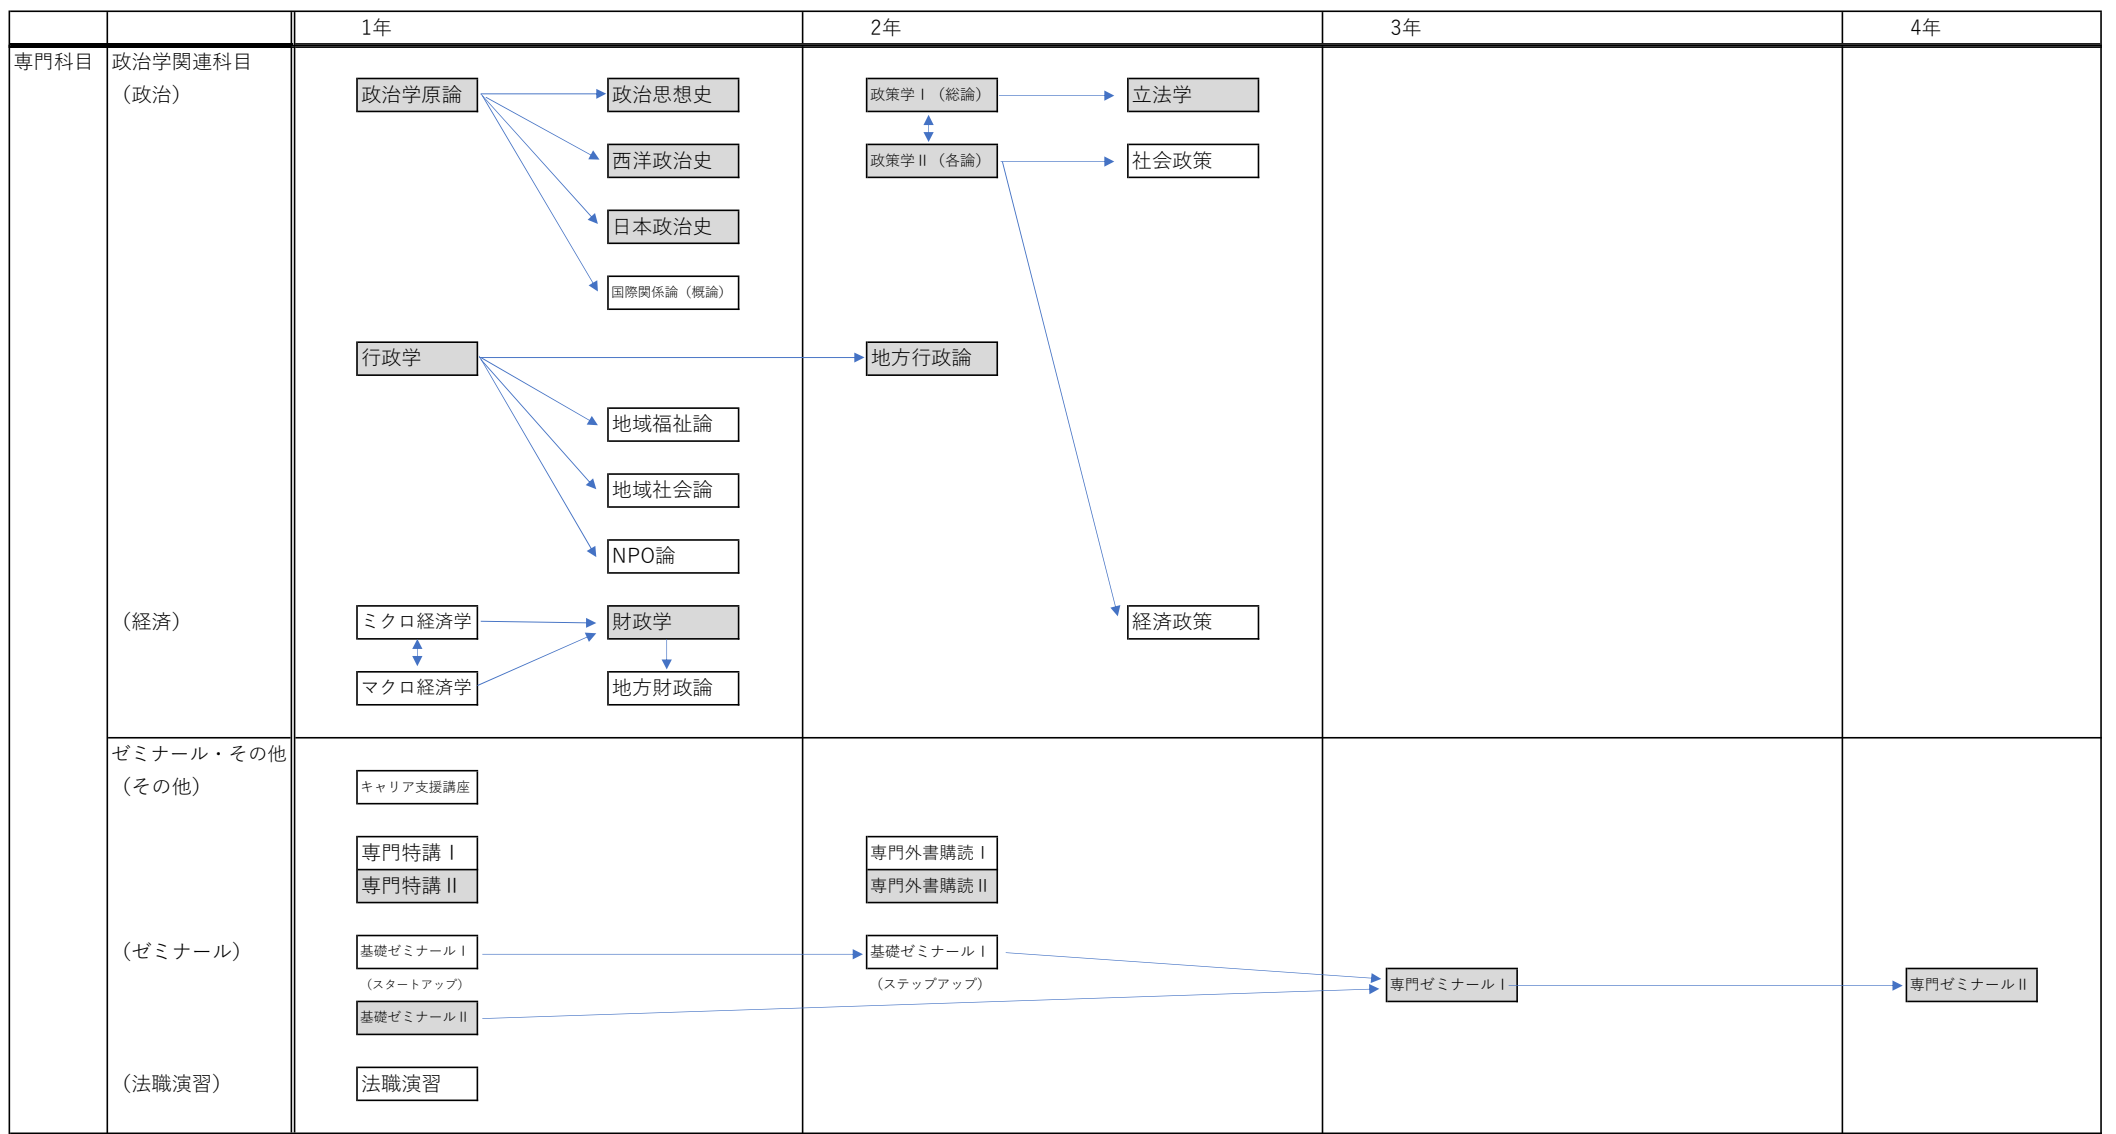 1年 2年 3年 4年
専門科目 政治学関連科目
（政治） 政治学原論 政治思想史 政策学Ⅰ（総論） 立法学
西洋政治史 政策学Ⅱ（各論） 社会政策
日本政治史
国際関係論（概論）
行政学 地方行政論
地域福祉論
地域社会論
NPO論
（経済） ミクロ経済学 財政学 経済政策
マクロ経済学 地方財政論
ゼミナール・その他
（その他） キャリア支援講座
専門特講Ⅰ 専門外書購読Ⅰ
専門特講Ⅱ 専門外書購読Ⅱ
（ゼミナール） 基礎ゼミナールⅠ 基礎ゼミナールⅠ
（スタートアップ） （ステップアップ） 専門ゼミナールⅠ 専門ゼミナールⅡ
基礎ゼミナールⅡ
（法職演習） 法職演習